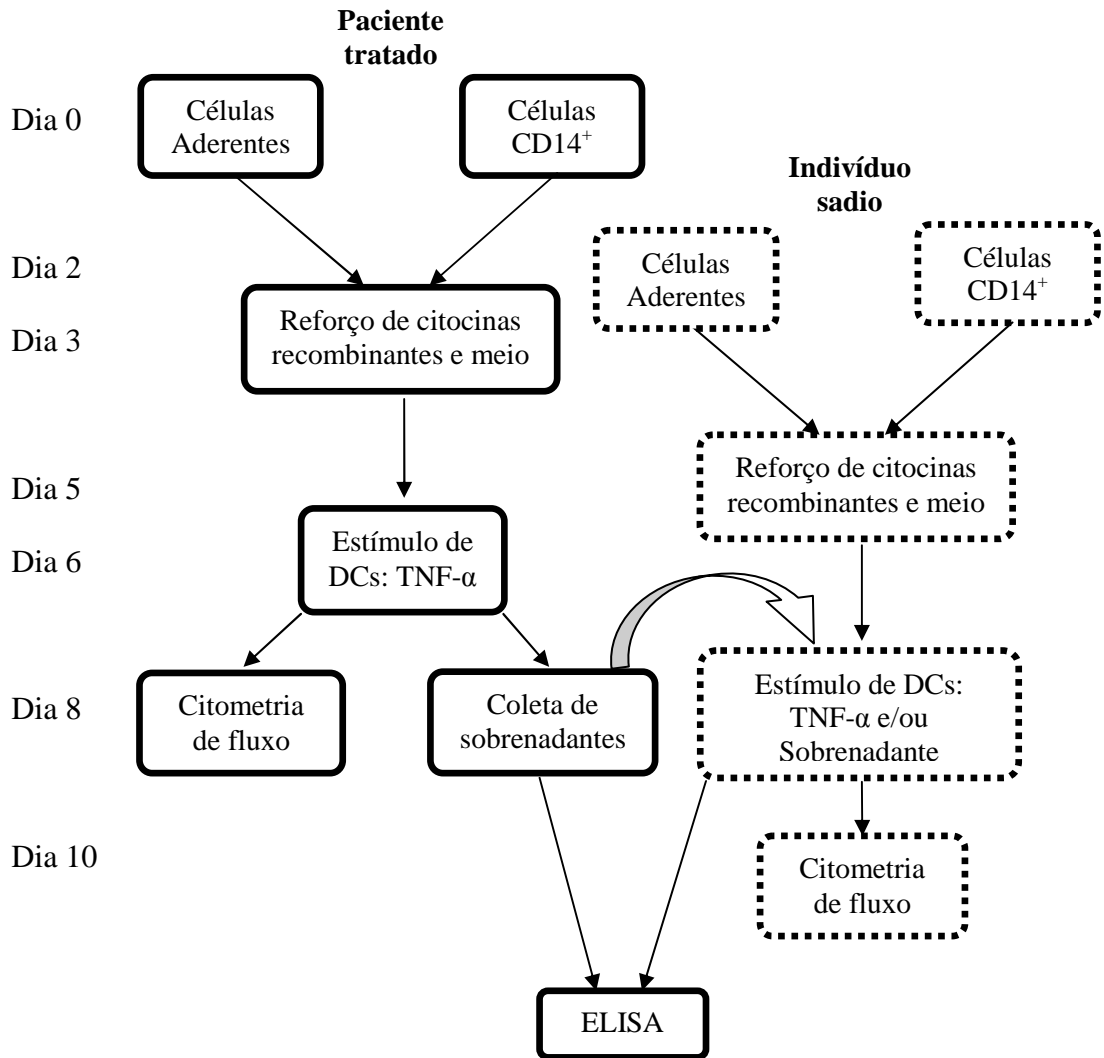 Paciente
tratado
Dia 0
Células
Aderentes
Células
CD14⁺
Indivíduo
sadio
Dia 2
Células
Aderentes
Células
CD14⁺
Dia 3
Reforço de citocinas
recombinantes e meio
Dia 5
Reforço de citocinas
recombinantes e meio
Dia 6
Estímulo de
DCs: TNF-α
Dia 8
Citometria
de fluxo
Coleta de
sobrenadantes
Estímulo de DCs:
TNF-α e/ou
Sobrenadante
Dia 10
Citometria
de fluxo
ELISA